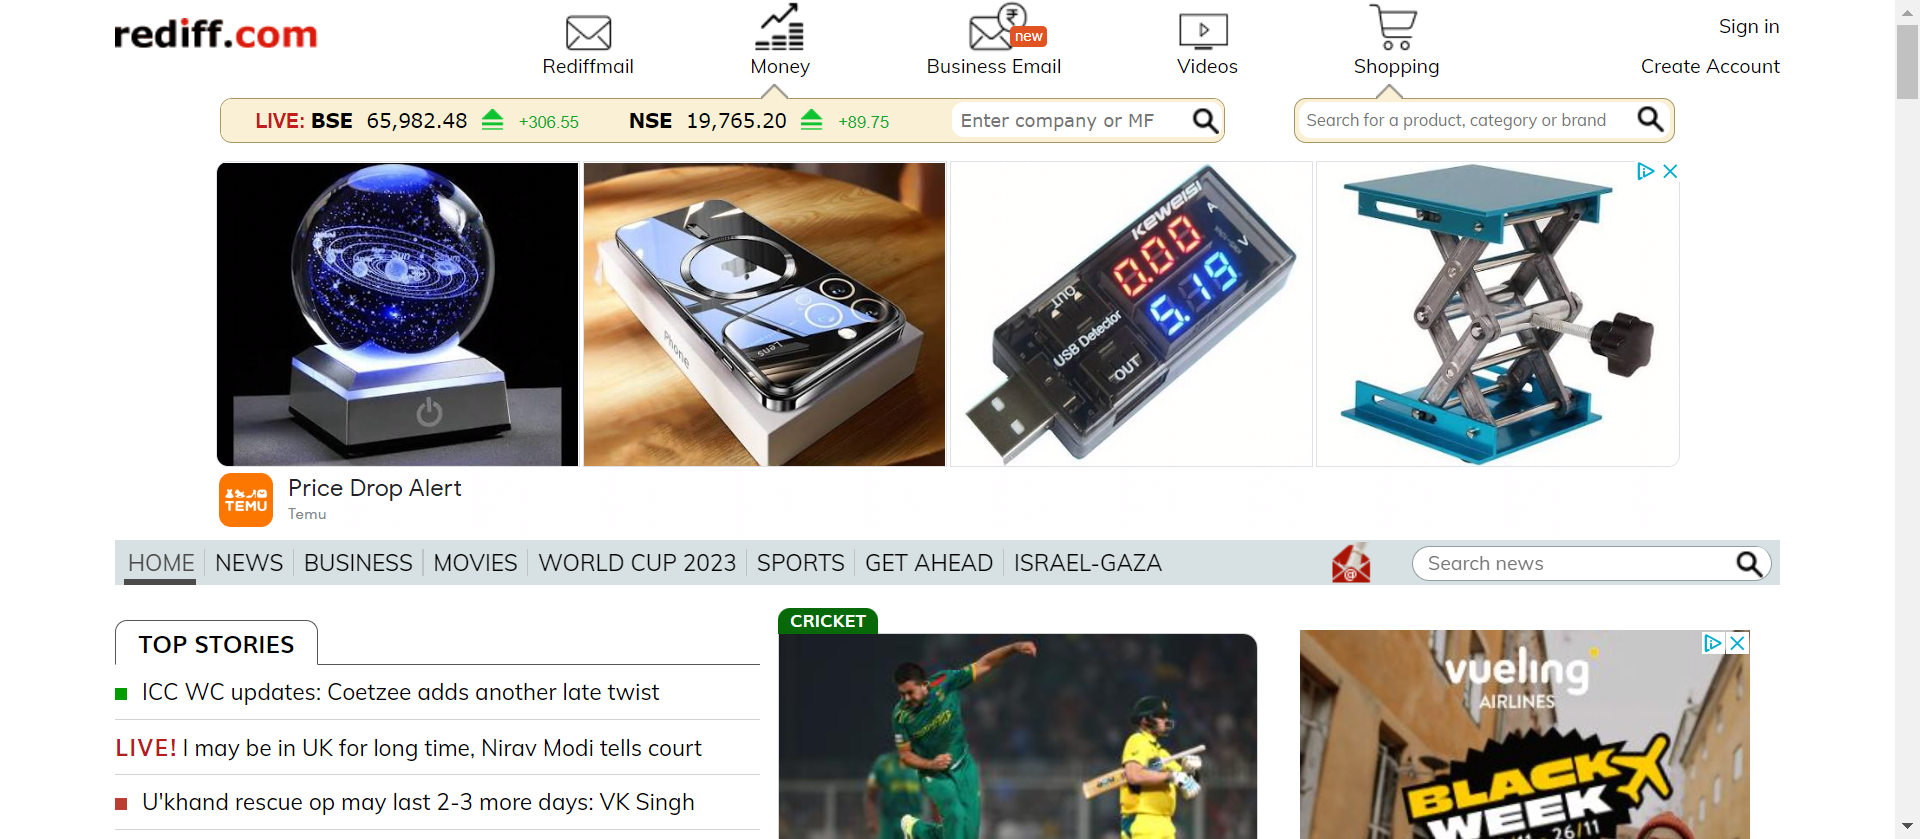 rediff.com
Rediffmail
Money
new
Business Email
Videos
Shopping
Sign in
Create Account
LIVE: BSE 65,982.48 +306.55 NSE 19,765.20 +89.75
Enter company or MF
Search for a product, category or brand
Sun
Phone
Lens
KEWEISI
0.00 A
5.19 V
OUT
USB Detector
OUT
TEMU
Price Drop Alert
Temu
HOME NEWS BUSINESS MOVIES WORLD CUP 2023 SPORTS GET AHEAD ISRAEL-GAZA
@
Search news
TOP STORIES
ICC WC updates: Coetzee adds another late twist
LIVE! I may be in UK for long time, Nirav Modi tells court
U'khand rescue op may last 2-3 more days: VK Singh
CRICKET
vueling
AIRLINES
BLACK
WEEK
26/11